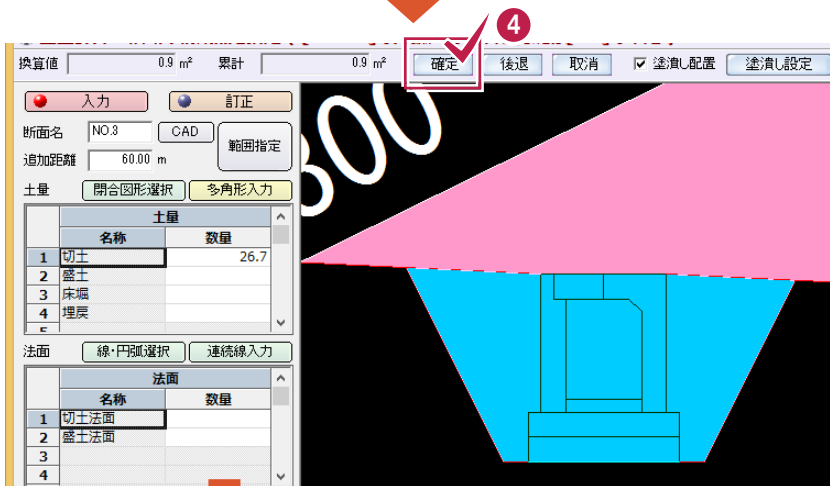 4
換算値 0.9 m² 累計 0.9 m² 確定 後退 取消 塗潰し配置 塗潰し設定
入力 訂正
断面名 NO.3 CAD 範囲指定
追加距離 60.00 m
土量 閉合図形選択 多角形入力
土量
名称 数量
1 切土 26.7
2 盛土
3 床堀
4 埋戻
法面 線・円弧選択 連続線入力
法面
名称 数量
1 切土法面
2 盛土法面
3
4
300